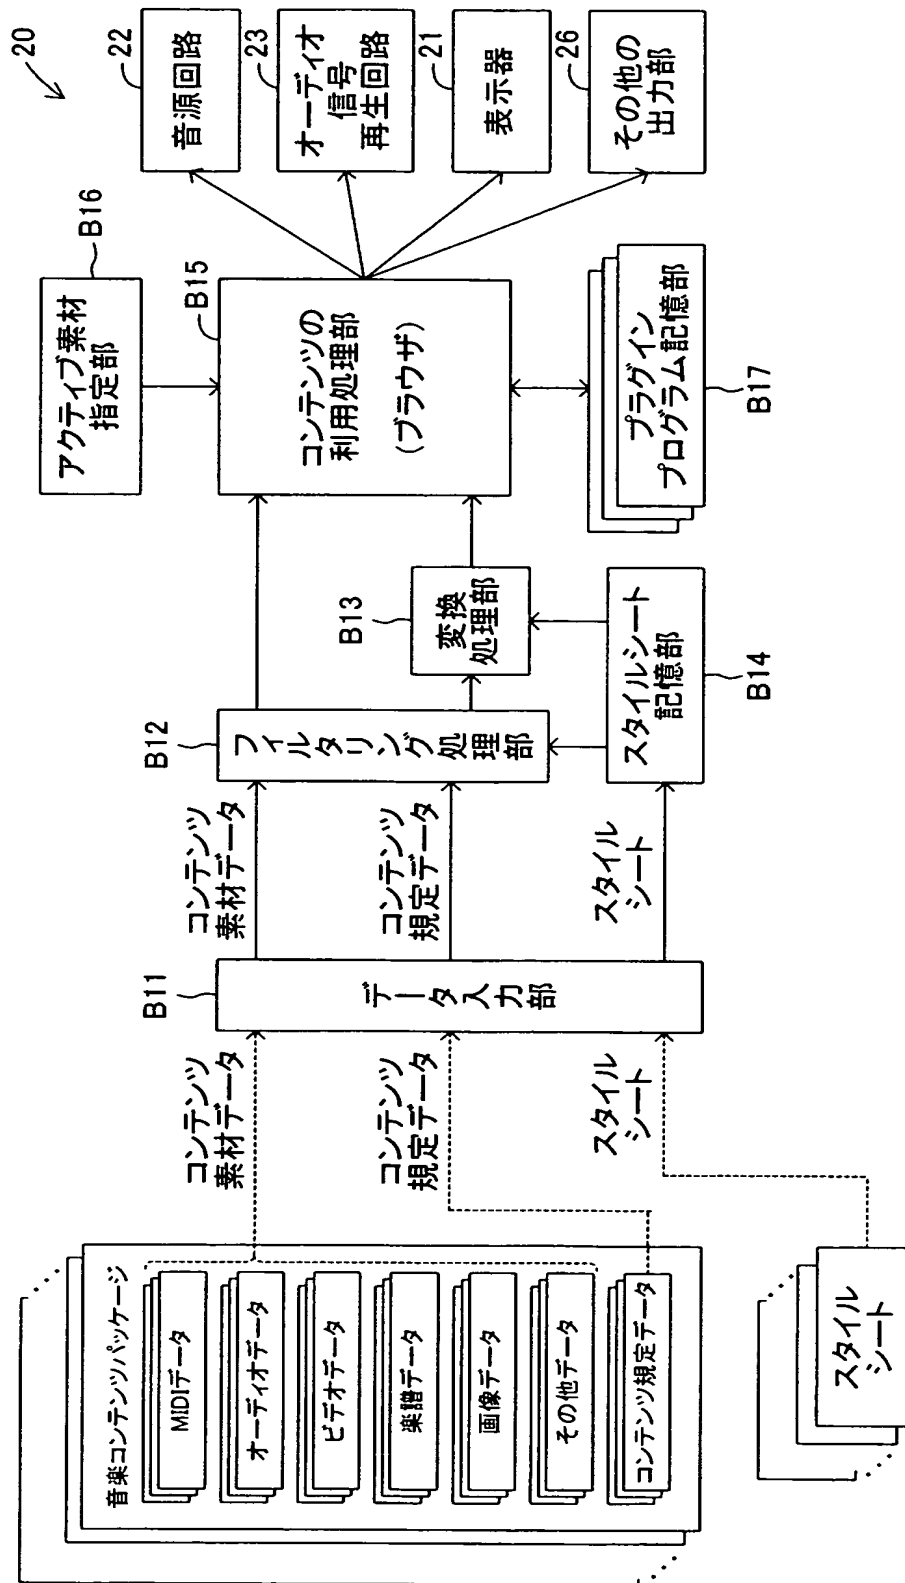 20
音楽コンテンツパッケージ
MIDIデータ
オーディオデータ
ビデオデータ
楽譜データ
画像データ
その他データ
コンテンツ規定データ
スタイル
シート
コンテンツ
素材データ
コンテンツ
規定データ
スタイル
シート
B11
データ入力部
コンテンツ
素材データ
コンテンツ
規定データ
スタイル
シート
B12
フィルタリング処理部
B13
変換
処理部
スタイルシート
記憶部
B14
アクティブ素材
指定部
B16
B15
コンテンツの
利用処理部
(ブラウザ)
プラグイン
プログラム記憶部
B17
22
音源回路
23
オーディオ
信号
再生回路
21
表示器
26
その他の
出力部